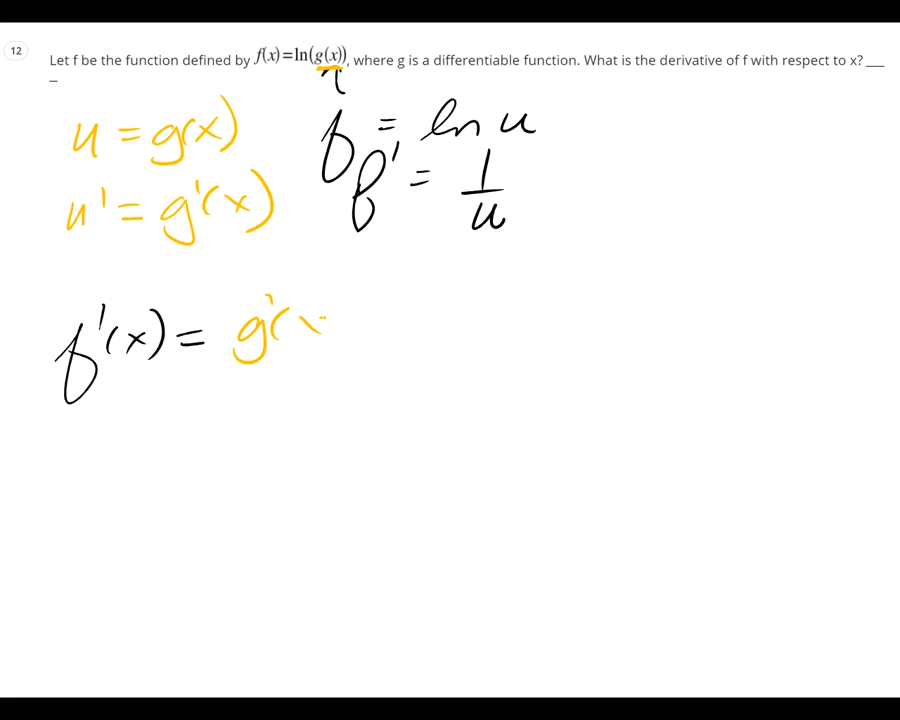 12
Let f be the function defined by f(x)=ln(g(x)), where g is a differentiable function. What is the derivative of f with respect to x? ___
_
u = g(x)
f = ln u
u' = g'(x)
f' = 1/u
f'(x) = g'(x